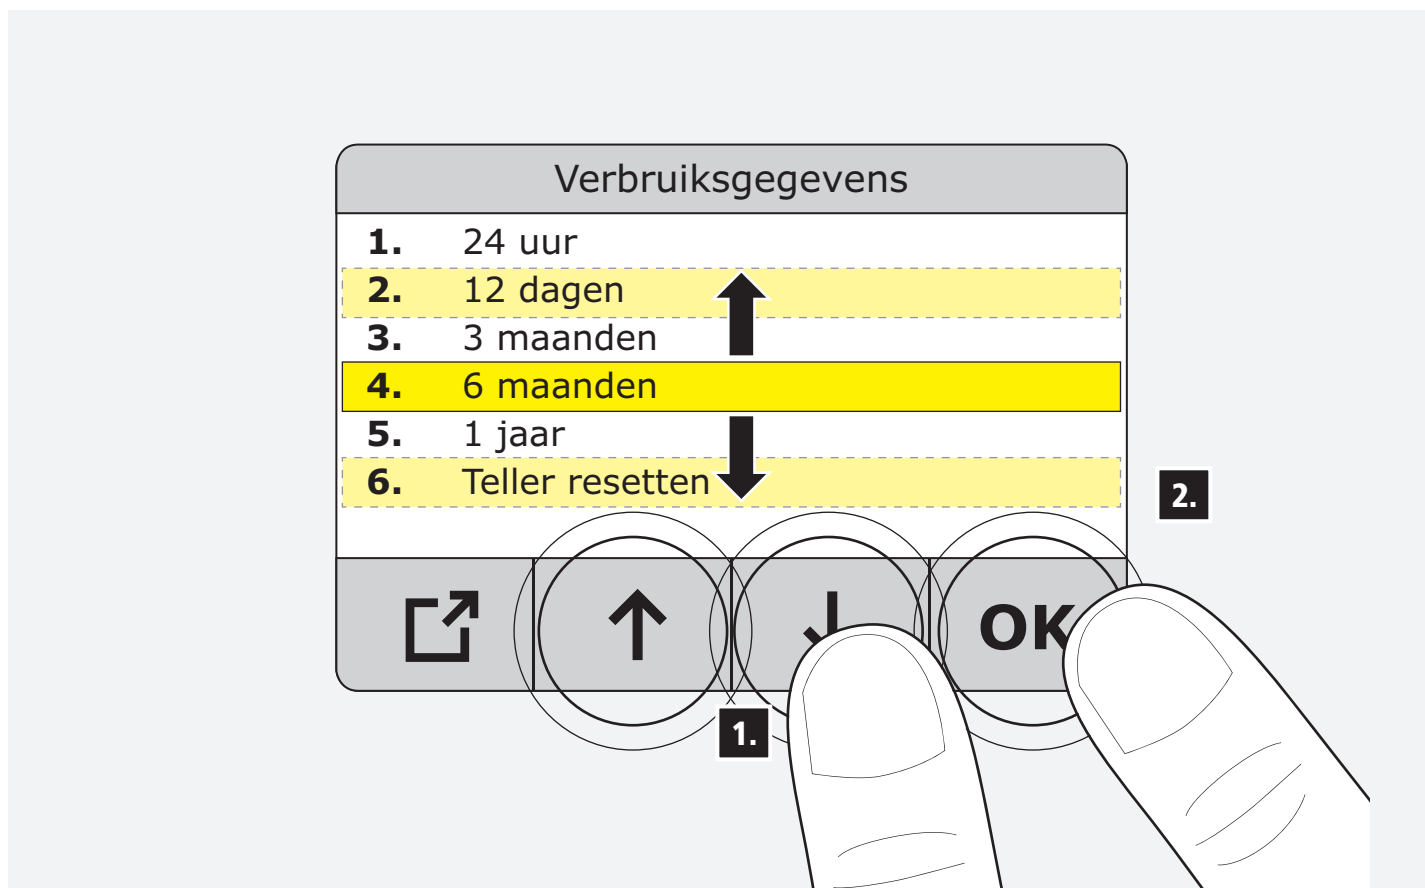 Verbruiksgegevens
1. 24 uur
2. 12 dagen
3. 3 maanden
4. 6 maanden
5. 1 jaar
6. Teller resetten
2.
OK
1.